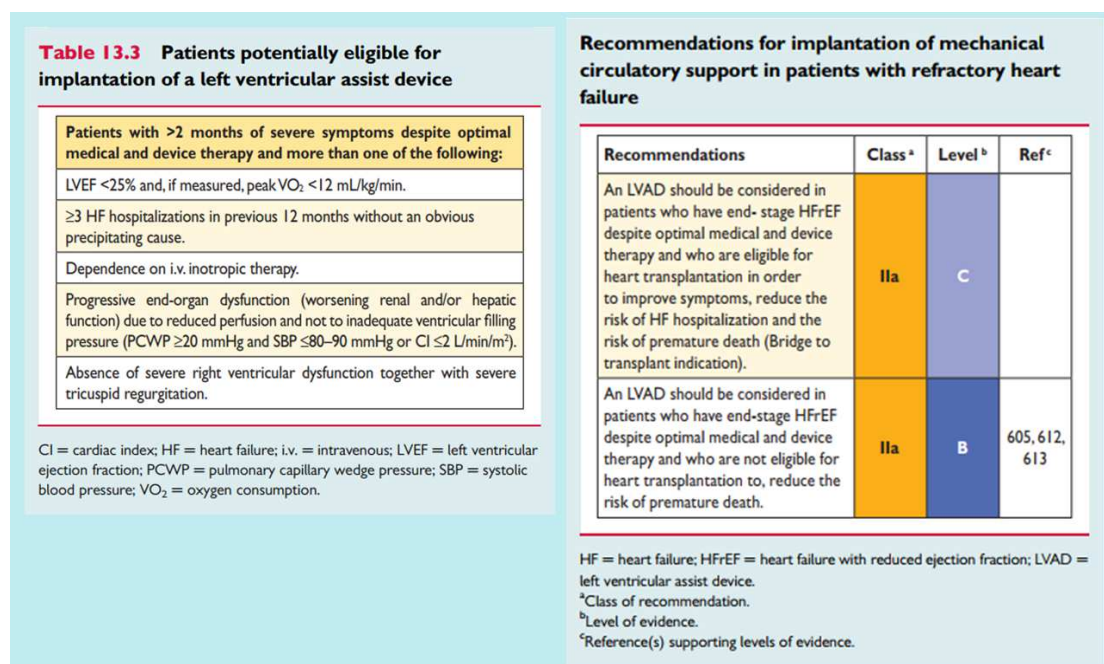 Table 13.3 Patients potentially eligible for
implantation of a left ventricular assist device
Patients with >2 months of severe symptoms despite optimal
medical and device therapy and more than one of the following:
LVEF <25% and, if measured, peak VO₂ <12 mL/kg/min.
≥3 HF hospitalizations in previous 12 months without an obvious
precipitating cause.
Dependence on i.v. inotropic therapy.
Progressive end-organ dysfunction (worsening renal and/or hepatic
function) due to reduced perfusion and not to inadequate ventricular filling
pressure (PCWP ≥20 mmHg and SBP ≤80–90 mmHg or CI ≤2 L/min/m²).
Absence of severe right ventricular dysfunction together with severe
tricuspid regurgitation.
CI = cardiac index; HF = heart failure; i.v. = intravenous; LVEF = left ventricular
ejection fraction; PCWP = pulmonary capillary wedge pressure; SBP = systolic
blood pressure; VO₂ = oxygen consumption.
Recommendations for implantation of mechanical
circulatory support in patients with refractory heart
failure
Recommendations Class ᵃ Level ᵇ Ref ᶜ
An LVAD should be considered in
patients who have end- stage HFrEF
despite optimal medical and device
therapy and who are eligible for
heart transplantation in order
to improve symptoms, reduce the
risk of HF hospitalization and the
risk of premature death (Bridge to
transplant indication).
IIa
C
An LVAD should be considered in
patients who have end-stage HFrEF
despite optimal medical and device
therapy and who are not eligible for
heart transplantation to, reduce the
risk of premature death.
IIa
B
605, 612,
613
HF = heart failure; HFrEF = heart failure with reduced ejection fraction; LVAD =
left ventricular assist device.
ᵃClass of recommendation.
ᵇLevel of evidence.
ᶜReference(s) supporting levels of evidence.